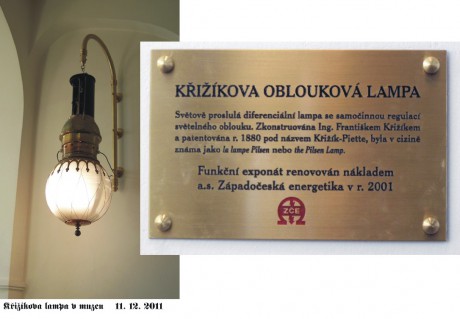 KŘIŽÍKOVA OBLOUKOVÁ LAMPA
Světově proslulá diferenciální lampa se samočinnou regulací
světelného oblouku. Zkonstruována Ing. Františkem Křižíkem
a patentována r. 1880 pod názvem Křižík-Piette, byla v cizině
známa jako la lampe Pilsen nebo the Pilsen Lamp.
Funkční exponát renovován nákladem
a.s. Západočeská energetika v r. 2001
ZČE
Křižíkova lampa v muzeu 11. 12. 2011